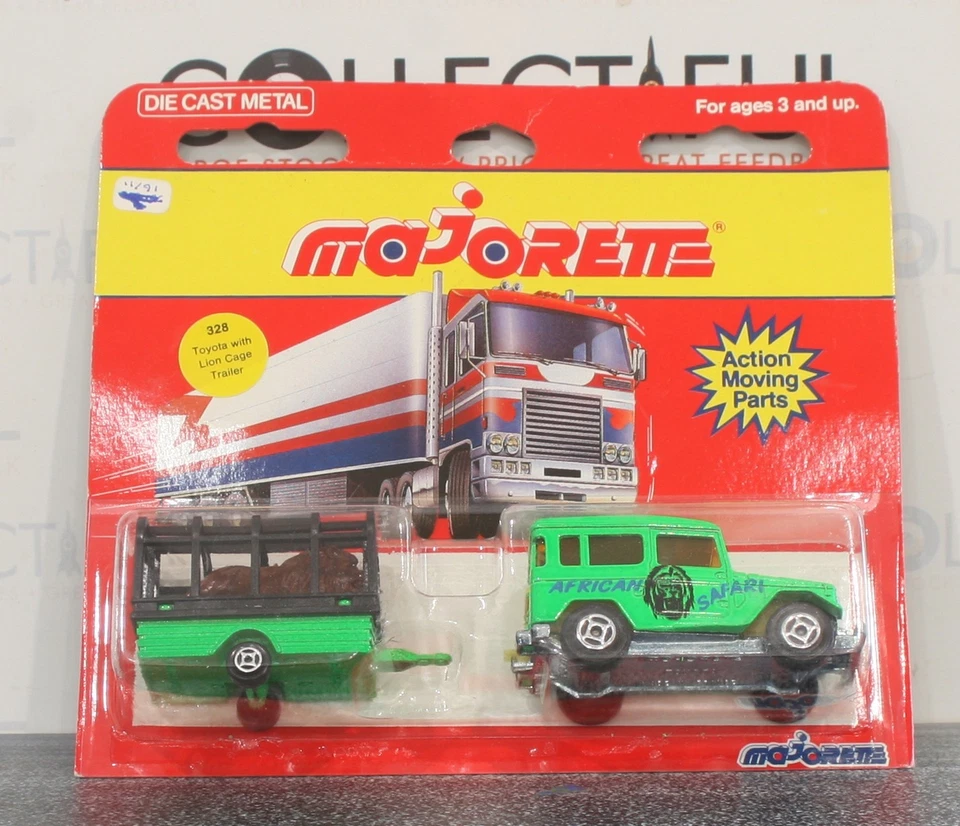 DIE CAST METAL
For ages 3 and up.
MAJORETTE®
328
Toyota with
Lion Cage
Trailer
Action
Moving
Parts
AFRICAN SAFARI
MAJORETTE